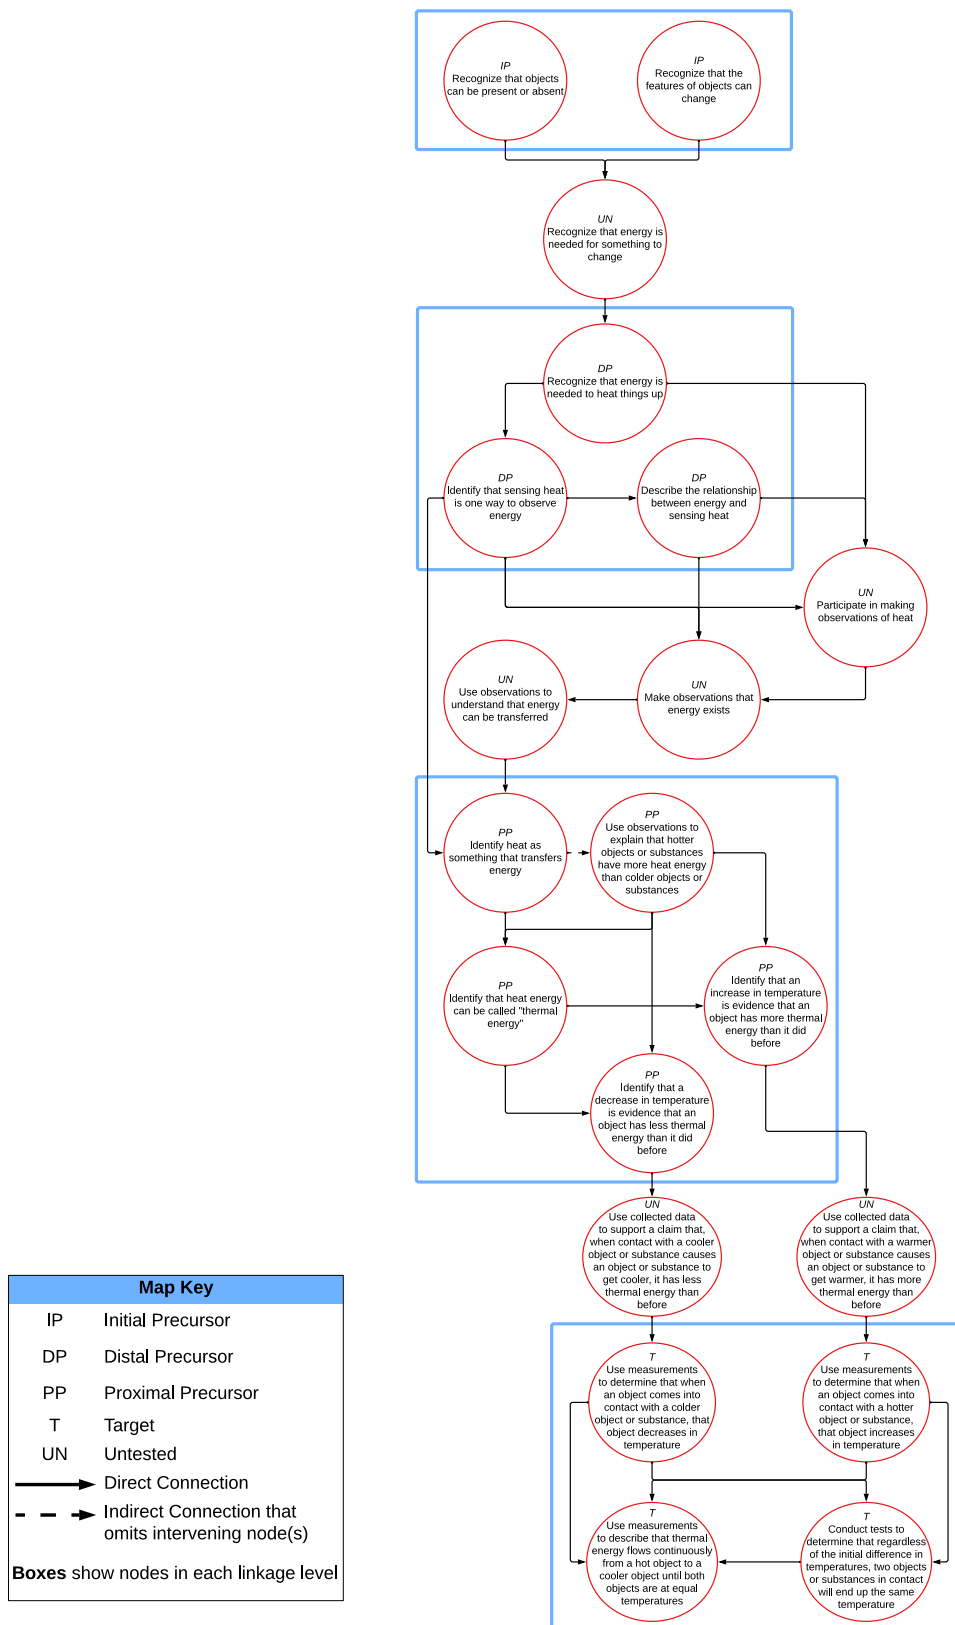 IP
Recognize that objects
can be present or absent
IP
Recognize that the
features of objects can
change
UN
Recognize that energy is
needed for something to
change
DP
Recognize that energy is
needed to heat things up
DP
Identify that sensing heat
is one way to observe
energy
DP
Describe the relationship
between energy and
sensing heat
UN
Participate in making
observations of heat
UN
Use observations to
understand that energy
can be transferred
UN
Make observations that
energy exists
PP
Identify heat as
something that transfers
energy
PP
Use observations to
explain that hotter
objects or substances
have more heat energy
than colder objects or
substances
PP
Identify that heat energy
can be called "thermal
energy"
PP
Identify that an
increase in temperature
is evidence that an
object has more thermal
energy than it did
before
PP
Identify that a
decrease in temperature
is evidence that an
object has less thermal
energy than it did
before
UN
Use collected data
to support a claim that,
when contact with a cooler
object or substance causes
an object or substance to
get cooler, it has less
thermal energy than
before
UN
Use collected data
to support a claim that,
when contact with a warmer
object or substance causes
an object or substance to
get warmer, it has more
thermal energy than
before
T
Use measurements
to determine that when
an object comes into
contact with a colder
object or substance, that
object decreases in
temperature
T
Use measurements
to determine that when
an object comes into
contact with a hotter
object or substance,
that object increases
in temperature
T
Use measurements
to describe that thermal
energy flows continuously
from a hot object to a
cooler object until both
objects are at equal
temperatures
T
Conduct tests to
determine that regardless
of the initial difference in
temperatures, two objects
or substances in contact
will end up the same
temperature
Map Key
IP Initial Precursor
DP Distal Precursor
PP Proximal Precursor
T Target
UN Untested
Direct Connection
Indirect Connection that
omits intervening node(s)
Boxes show nodes in each linkage level